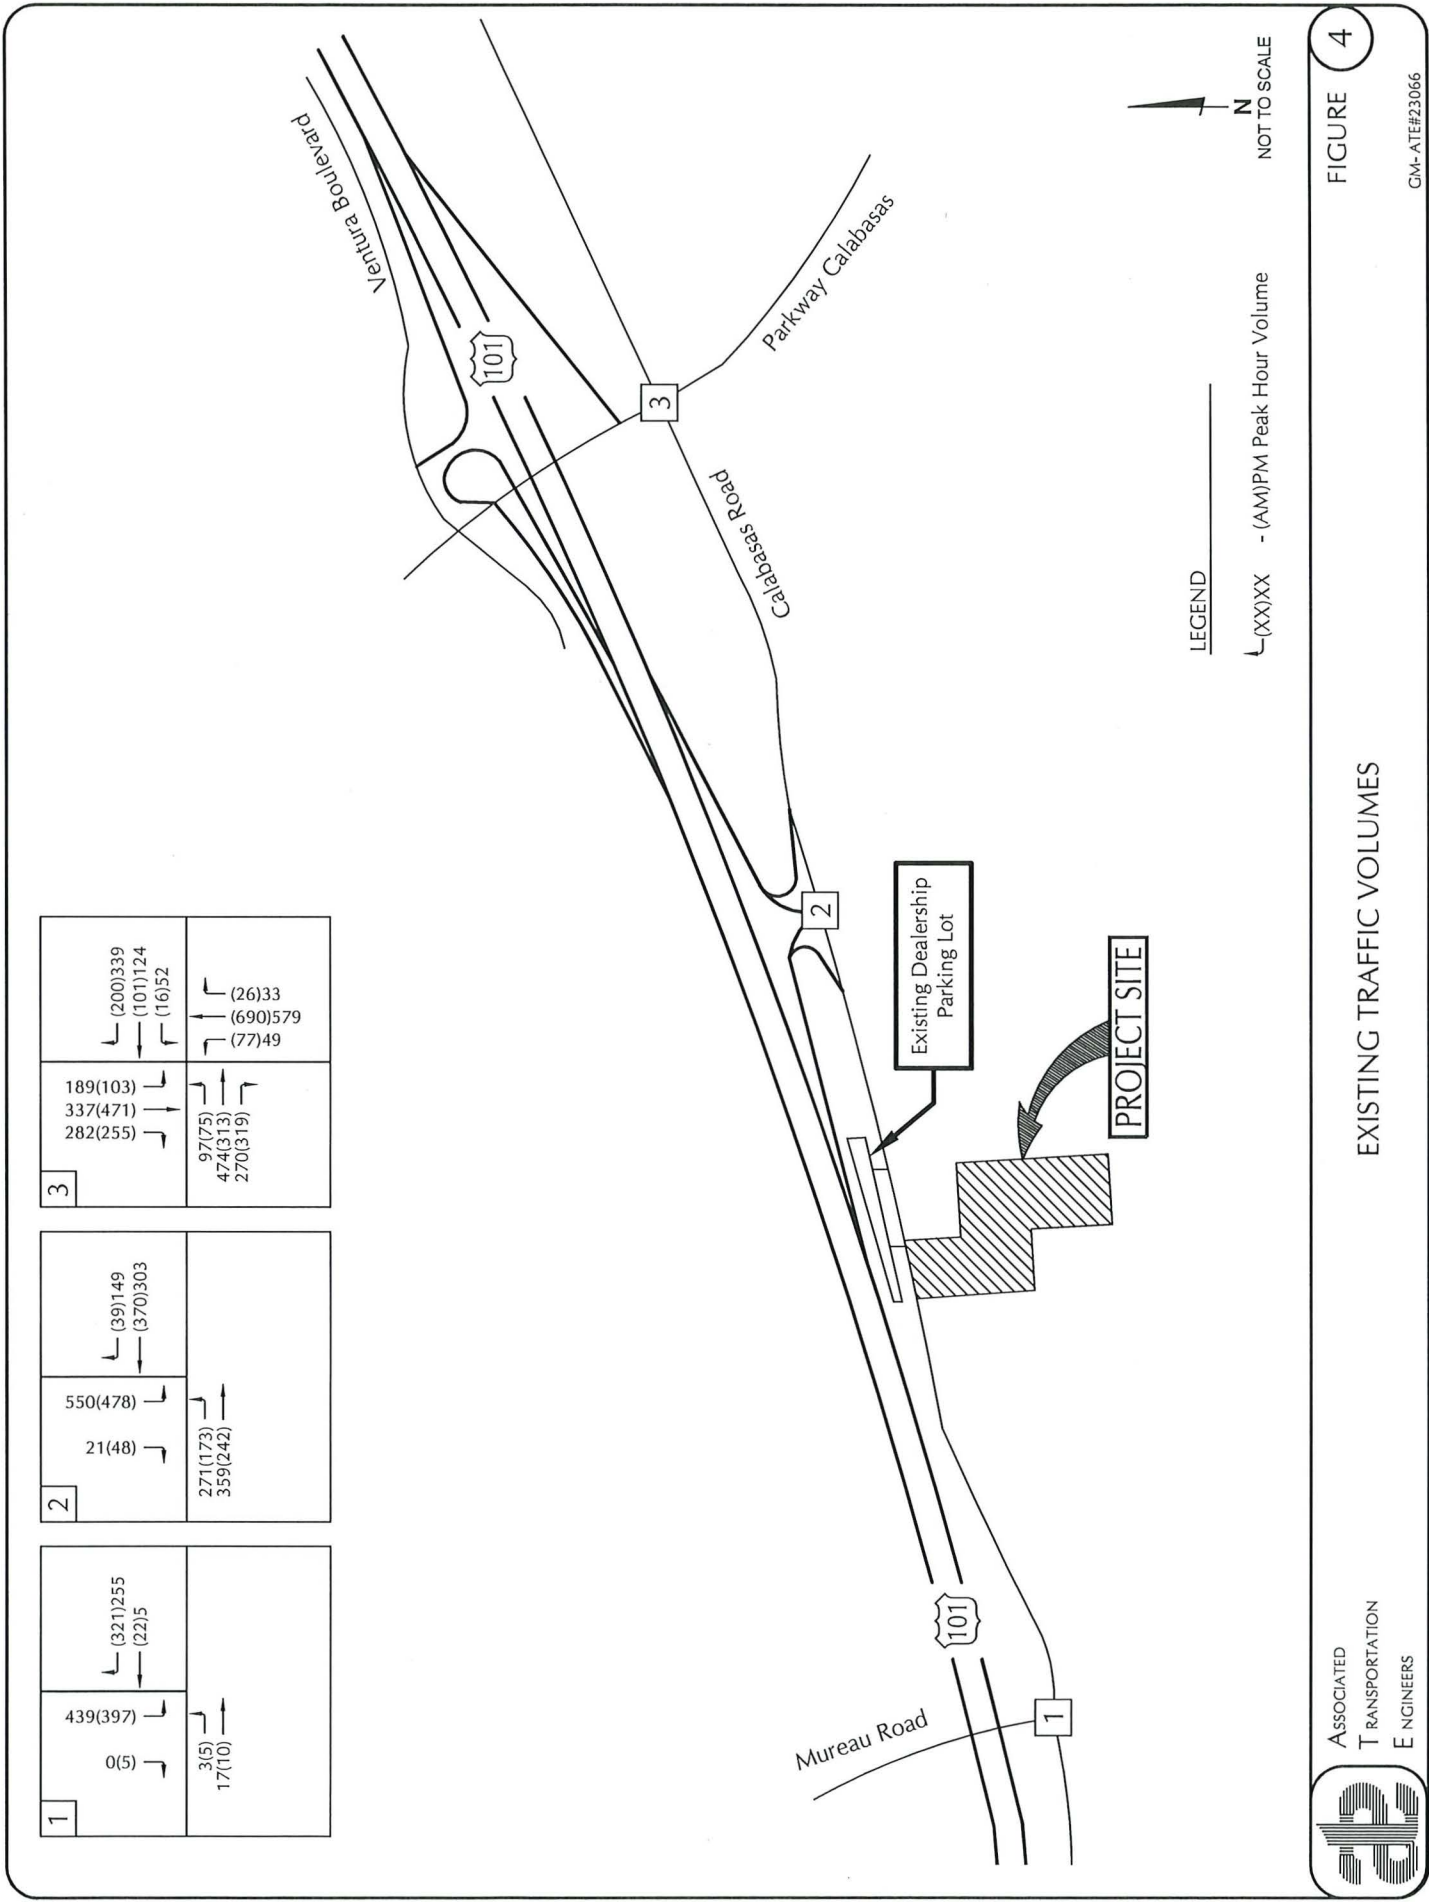 1
439(397)
0(5)
(321)255
(22)5
3(5)
17(10)
2
550(478)
21(48)
(39)149
(370)303
271(173)
359(242)
3
189(103)
337(471)
282(255)
(200)339
(101)124
(16)52
97(75)
474(313)
270(319)
(26)33
(690)579
(77)49
Ventura Boulevard
101
3
Parkway Calabasas
Calabasas Road
2
Existing Dealership
Parking Lot
PROJECT SITE
101
Mureau Road
1
N
NOT TO SCALE
LEGEND
(XX)XX - (AM)PM Peak Hour Volume
ate
ASSOCIATED
TRANSPORTATION
ENGINEERS
EXISTING TRAFFIC VOLUMES
FIGURE 4
GM- ATE#23066